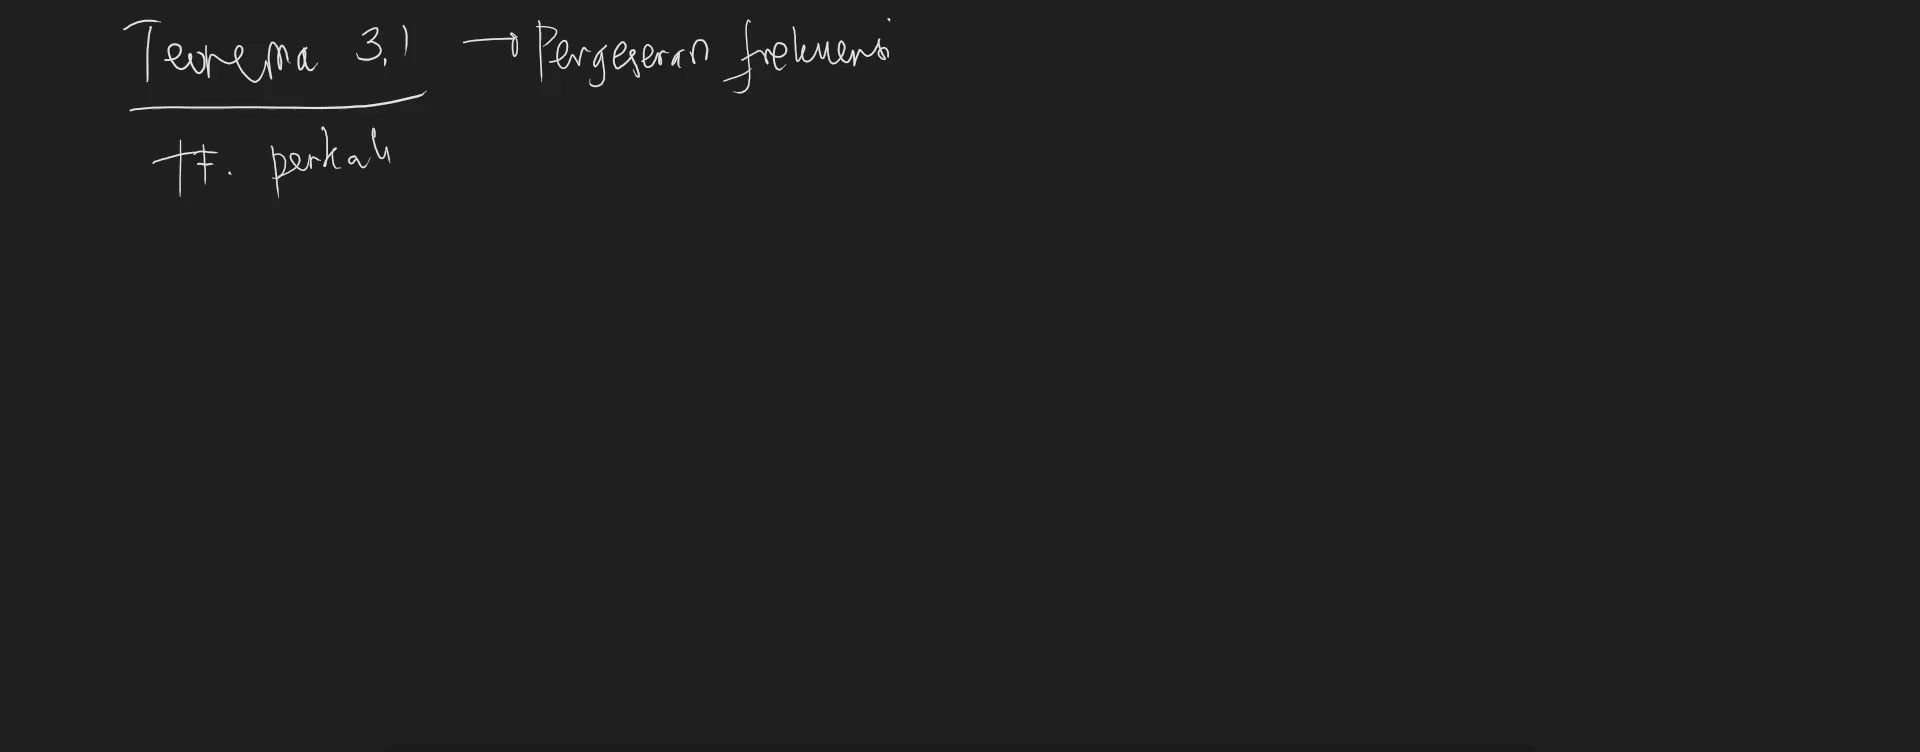 Teorema 3.1 → Pergeseran frekuensi
TF. perkali